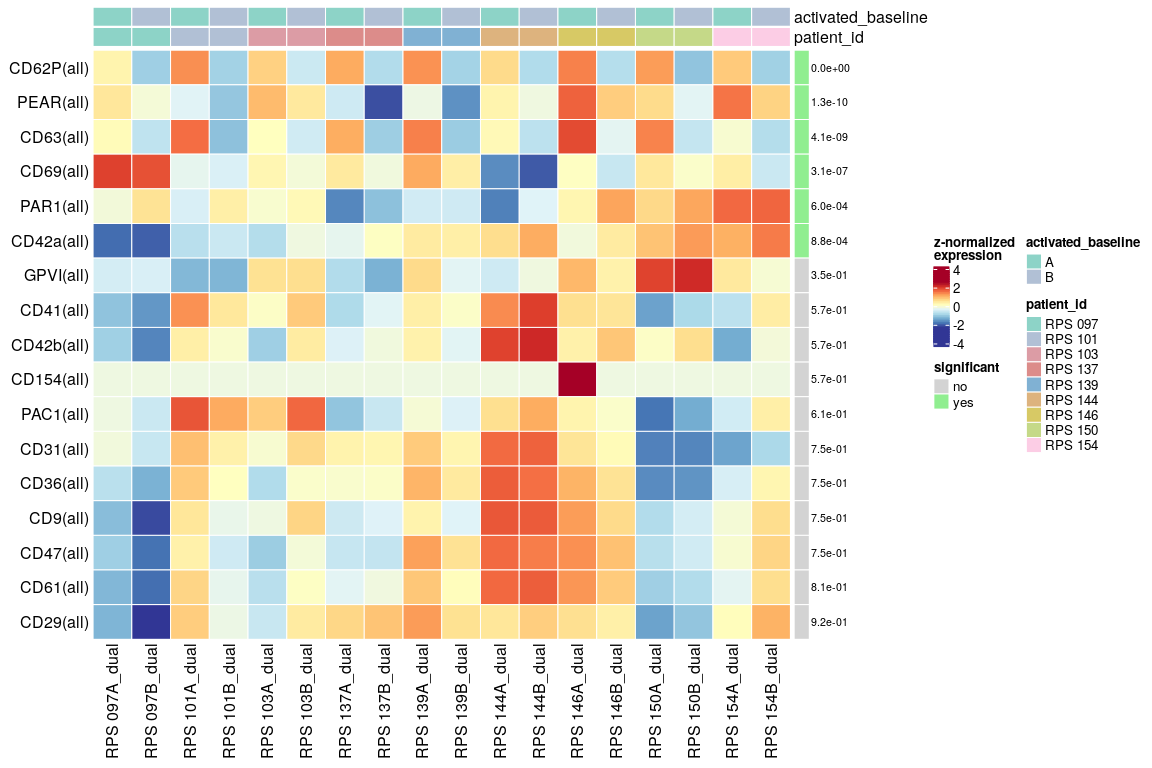 activated_baseline
patient_id
CD62P(all) 0.0e+00
PEAR(all) 1.3e-10
CD63(all) 4.1e-09
CD69(all) 3.1e-07
PAR1(all) 6.0e-04
CD42a(all) 8.8e-04
GPVI(all) 3.5e-01
CD41(all) 5.7e-01
CD42b(all) 5.7e-01
CD154(all) 5.7e-01
PAC1(all) 6.1e-01
CD31(all) 7.5e-01
CD36(all) 7.5e-01
CD9(all) 7.5e-01
CD47(all) 7.5e-01
CD61(all) 8.1e-01
CD29(all) 9.2e-01
RPS 097A_dual
RPS 097B_dual
RPS 101A_dual
RPS 101B_dual
RPS 103A_dual
RPS 103B_dual
RPS 137A_dual
RPS 137B_dual
RPS 139A_dual
RPS 139B_dual
RPS 144A_dual
RPS 144B_dual
RPS 146A_dual
RPS 146B_dual
RPS 150A_dual
RPS 150B_dual
RPS 154A_dual
RPS 154B_dual
z-normalized
expression
4
2
0
-2
-4
significant
no
yes
activated_baseline
A
B
patient_id
RPS 097
RPS 101
RPS 103
RPS 137
RPS 139
RPS 144
RPS 146
RPS 150
RPS 154